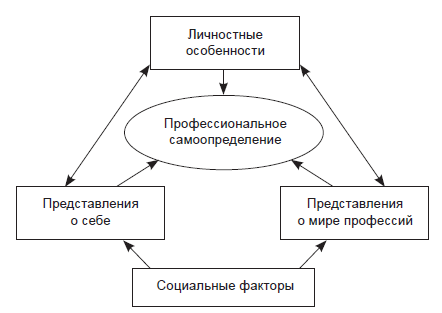 Личностные
особенности
Профессиональное
самоопределение
Представления
о себе
Представления
о мире профессий
Социальные факторы